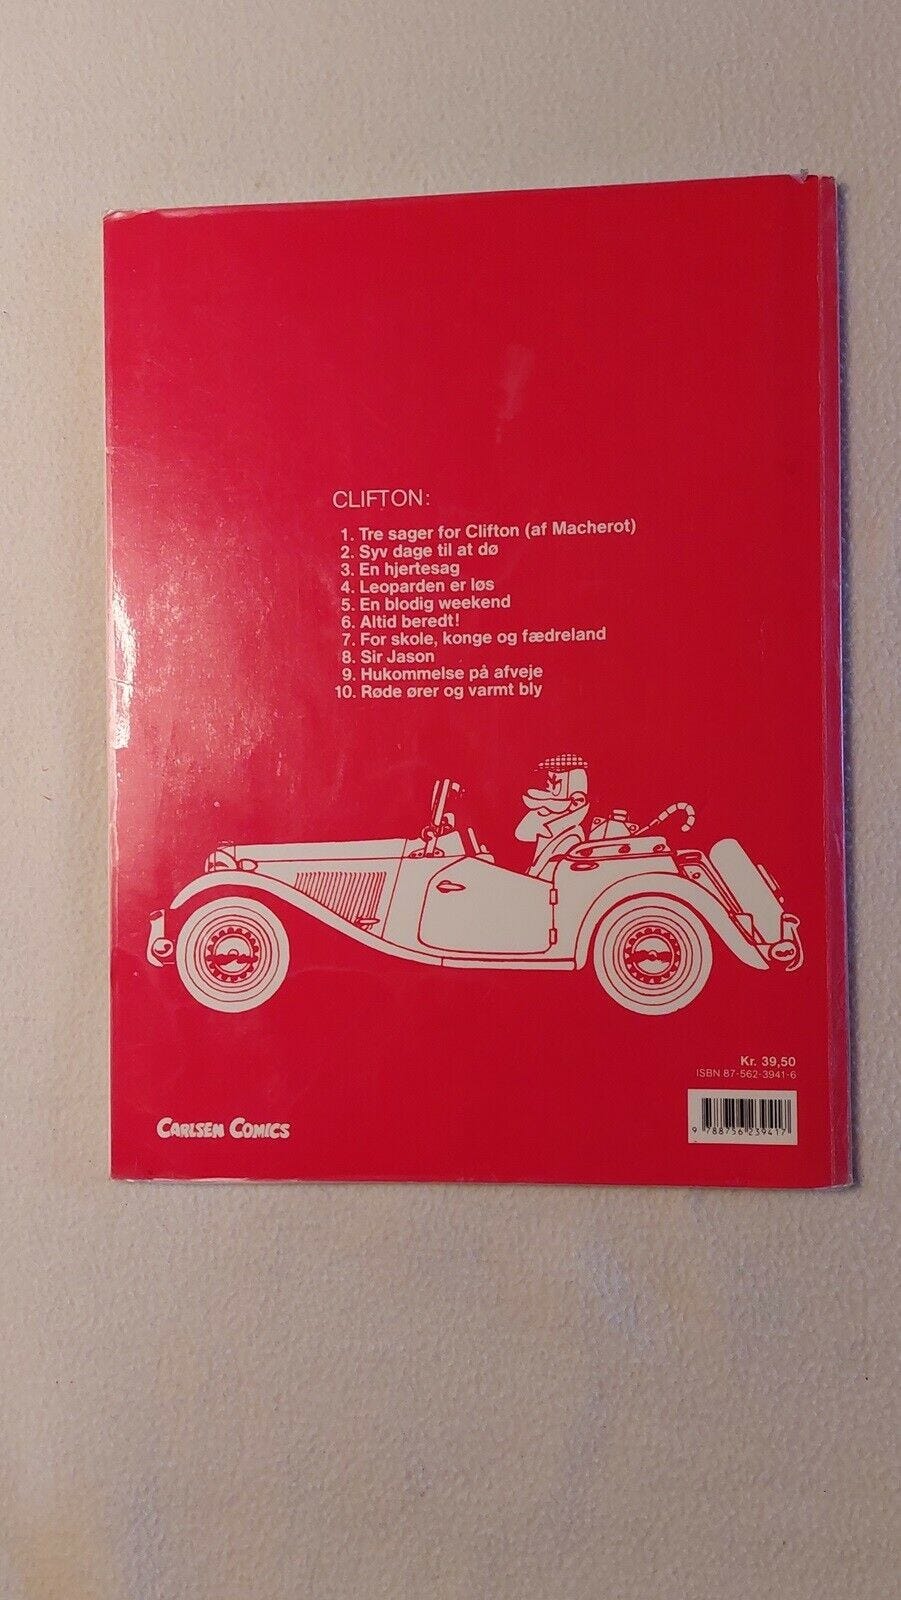 CLIFTON:
1. Tre sager for Clifton (af Macherot)
2. Syv dage til at dø
3. En hjertesag
4. Leoparden er løs
5. En blodig weekend
6. Altid beredt!
7. For skole, konge og fædreland
8. Sir Jason
9. Hukommelse på afveje
10. Røde ører og varmt bly
Kr. 39,50
ISBN 87-562-3941-6
CARLSEN COMICS
9 788756 239417